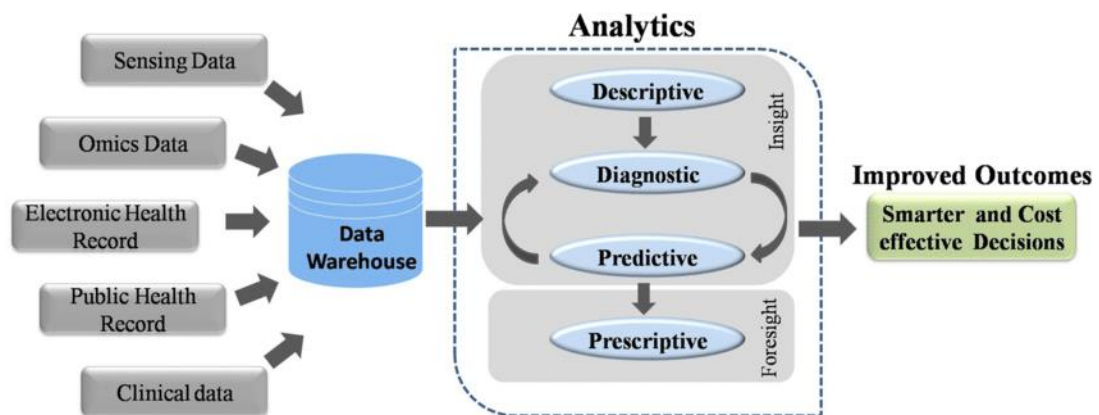 Analytics
Sensing Data
Omics Data
Electronic Health
Record
Public Health
Record
Clinical data
Data
Warehouse
Descriptive
Diagnostic
Predictive
Insight
Prescriptive
Foresight
Improved Outcomes
Smarter and Cost
effective Decisions